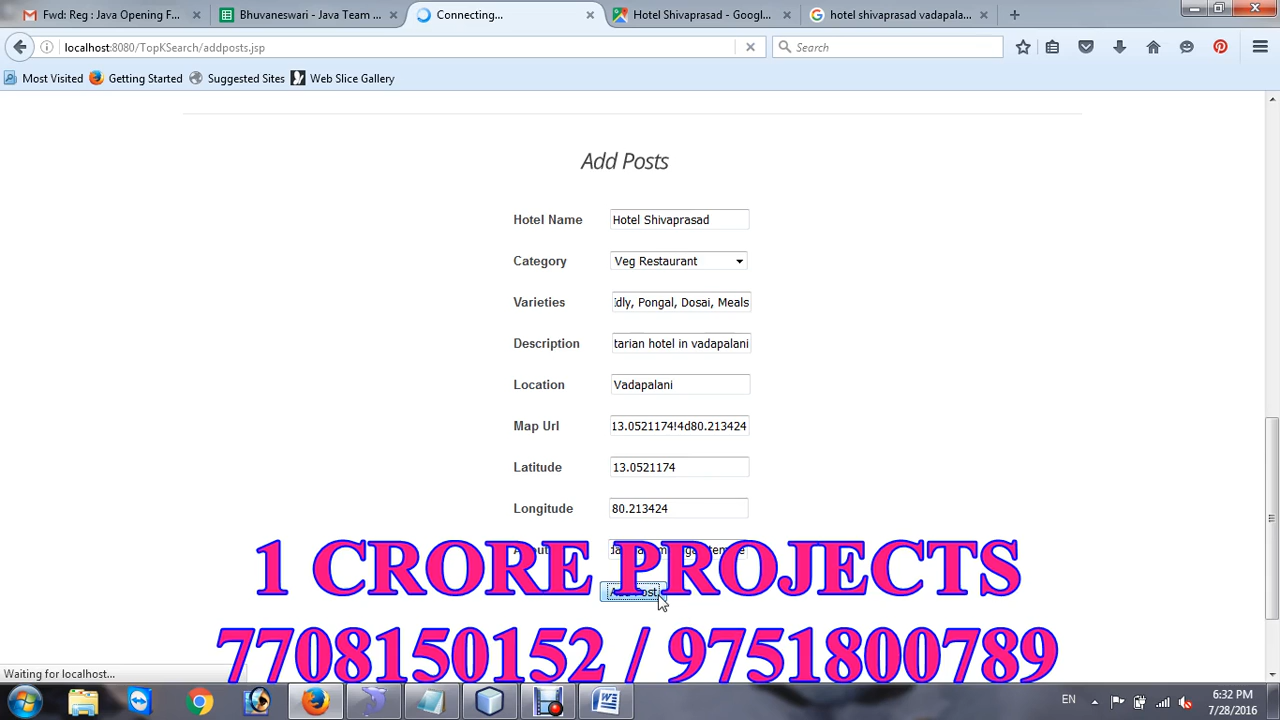 Fwd: Reg : Java Opening F...
Bhuvaneswari - Java Team ...
Connecting...
Hotel Shivaprasad - Googl...
hotel shivaprasad vadapala...
localhost:8080/TopKSearch/addposts.jsp
Search
Most Visited
Getting Started
Suggested Sites
Web Slice Gallery
Add Posts
Hotel Name
Hotel Shivaprasad
Category
Veg Restaurant
Varieties
Idly, Pongal, Dosai, Meals
Description
tarian hotel in vadapalani
Location
Vadapalani
Map Url
13.0521174!4d80.213424
Latitude
13.0521174
Longitude
80.213424
Add Post
1 CRORE PROJECTS
7708150152 / 9751800789
Waiting for localhost...
EN
6:32 PM
7/28/2016